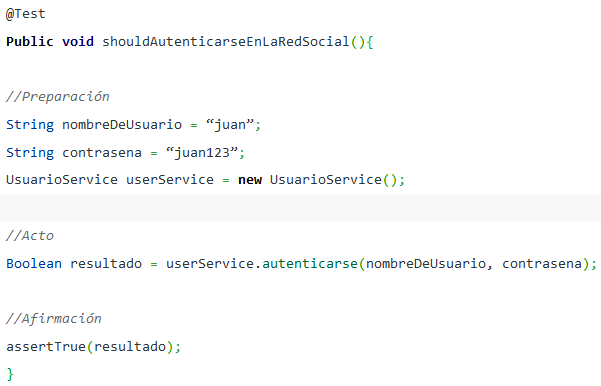 @Test
Public void shouldAutenticarseEnLaRedSocial(){
//Preparación
String nombreDeUsuario = “juan”;
String contrasena = “juan123”;
UsuarioService userService = new UsuarioService();
//Acto
Boolean resultado = userService.autenticarse(nombreDeUsuario, contrasena);
//Afirmación
assertTrue(resultado);
}